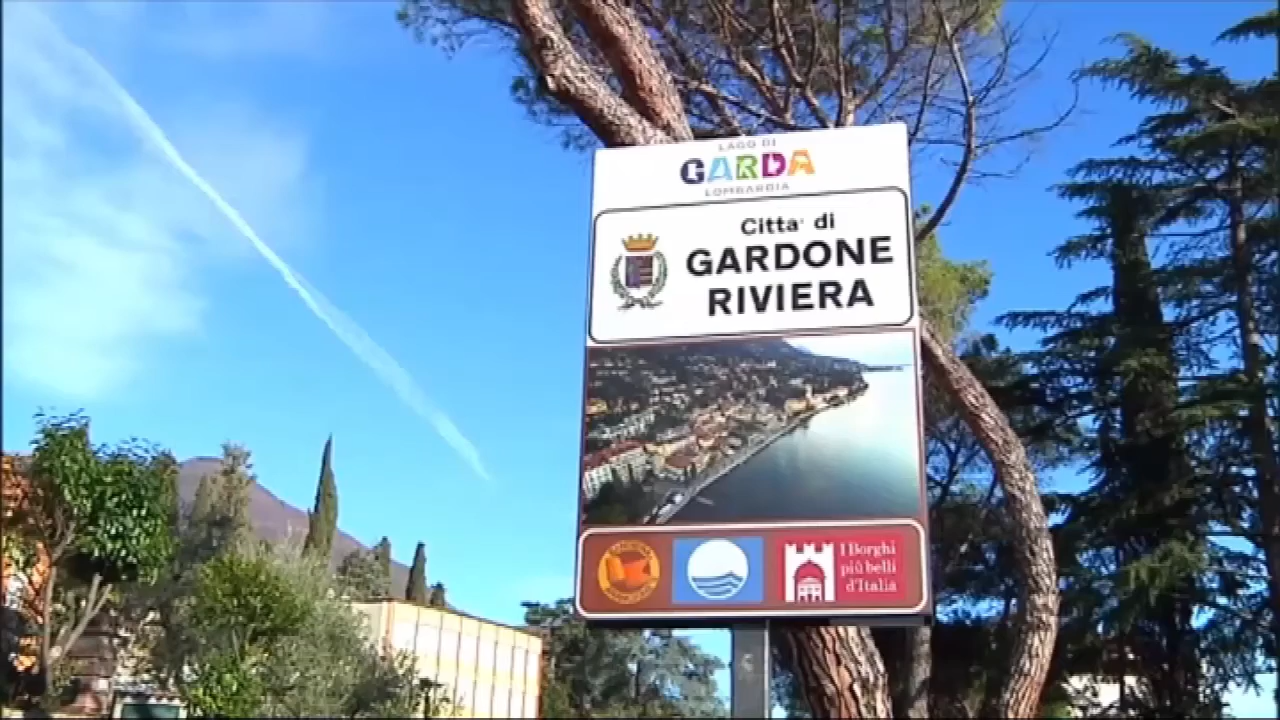 LAGO DI
GARDA
LOMBARDIA
Citta' di
GARDONE
RIVIERA
I Borghi
più belli
d'Italia